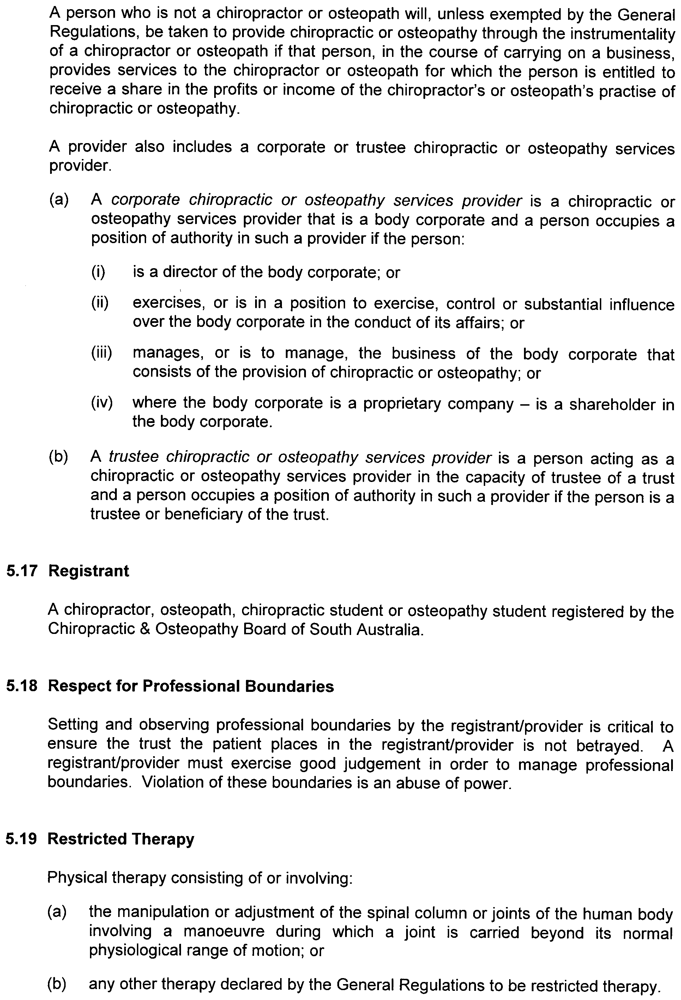 A person who is not a chiropractor or osteopath will, unless exempted by the General
Regulations, be taken to provide chiropractic or osteopathy through the instrumentality
of a chiropractor or osteopath if that person, in the course of carrying on a business,
provides services to the chiropractor or osteopath for which the person is entitled to
receive a share in the profits or income of the chiropractor's or osteopath's practise of
chiropractic or osteopathy.
A provider also includes a corporate or trustee chiropractic or osteopathy services
provider.
(a) A corporate chiropractic or osteopathy services provider is a chiropractic or
osteopathy services provider that is a body corporate and a person occupies a
position of authority in such a provider if the person:
(i) is a director of the body corporate; or
(ii) exercises, or is in a position to exercise, control or substantial influence
over the body corporate in the conduct of its affairs; or
(iii) manages, or is to manage, the business of the body corporate that
consists of the provision of chiropractic or osteopathy; or
(iv) where the body corporate is a proprietary company – is a shareholder in
the body corporate.
(b) A trustee chiropractic or osteopathy services provider is a person acting as a
chiropractic or osteopathy services provider in the capacity of trustee of a trust
and a person occupies a position of authority in such a provider if the person is a
trustee or beneficiary of the trust.
5.17 Registrant
A chiropractor, osteopath, chiropractic student or osteopathy student registered by the
Chiropractic & Osteopathy Board of South Australia.
5.18 Respect for Professional Boundaries
Setting and observing professional boundaries by the registrant/provider is critical to
ensure the trust the patient places in the registrant/provider is not betrayed. A
registrant/provider must exercise good judgement in order to manage professional
boundaries. Violation of these boundaries is an abuse of power.
5.19 Restricted Therapy
Physical therapy consisting of or involving:
(a) the manipulation or adjustment of the spinal column or joints of the human body
involving a manoeuvre during which a joint is carried beyond its normal
physiological range of motion; or
(b) any other therapy declared by the General Regulations to be restricted therapy.